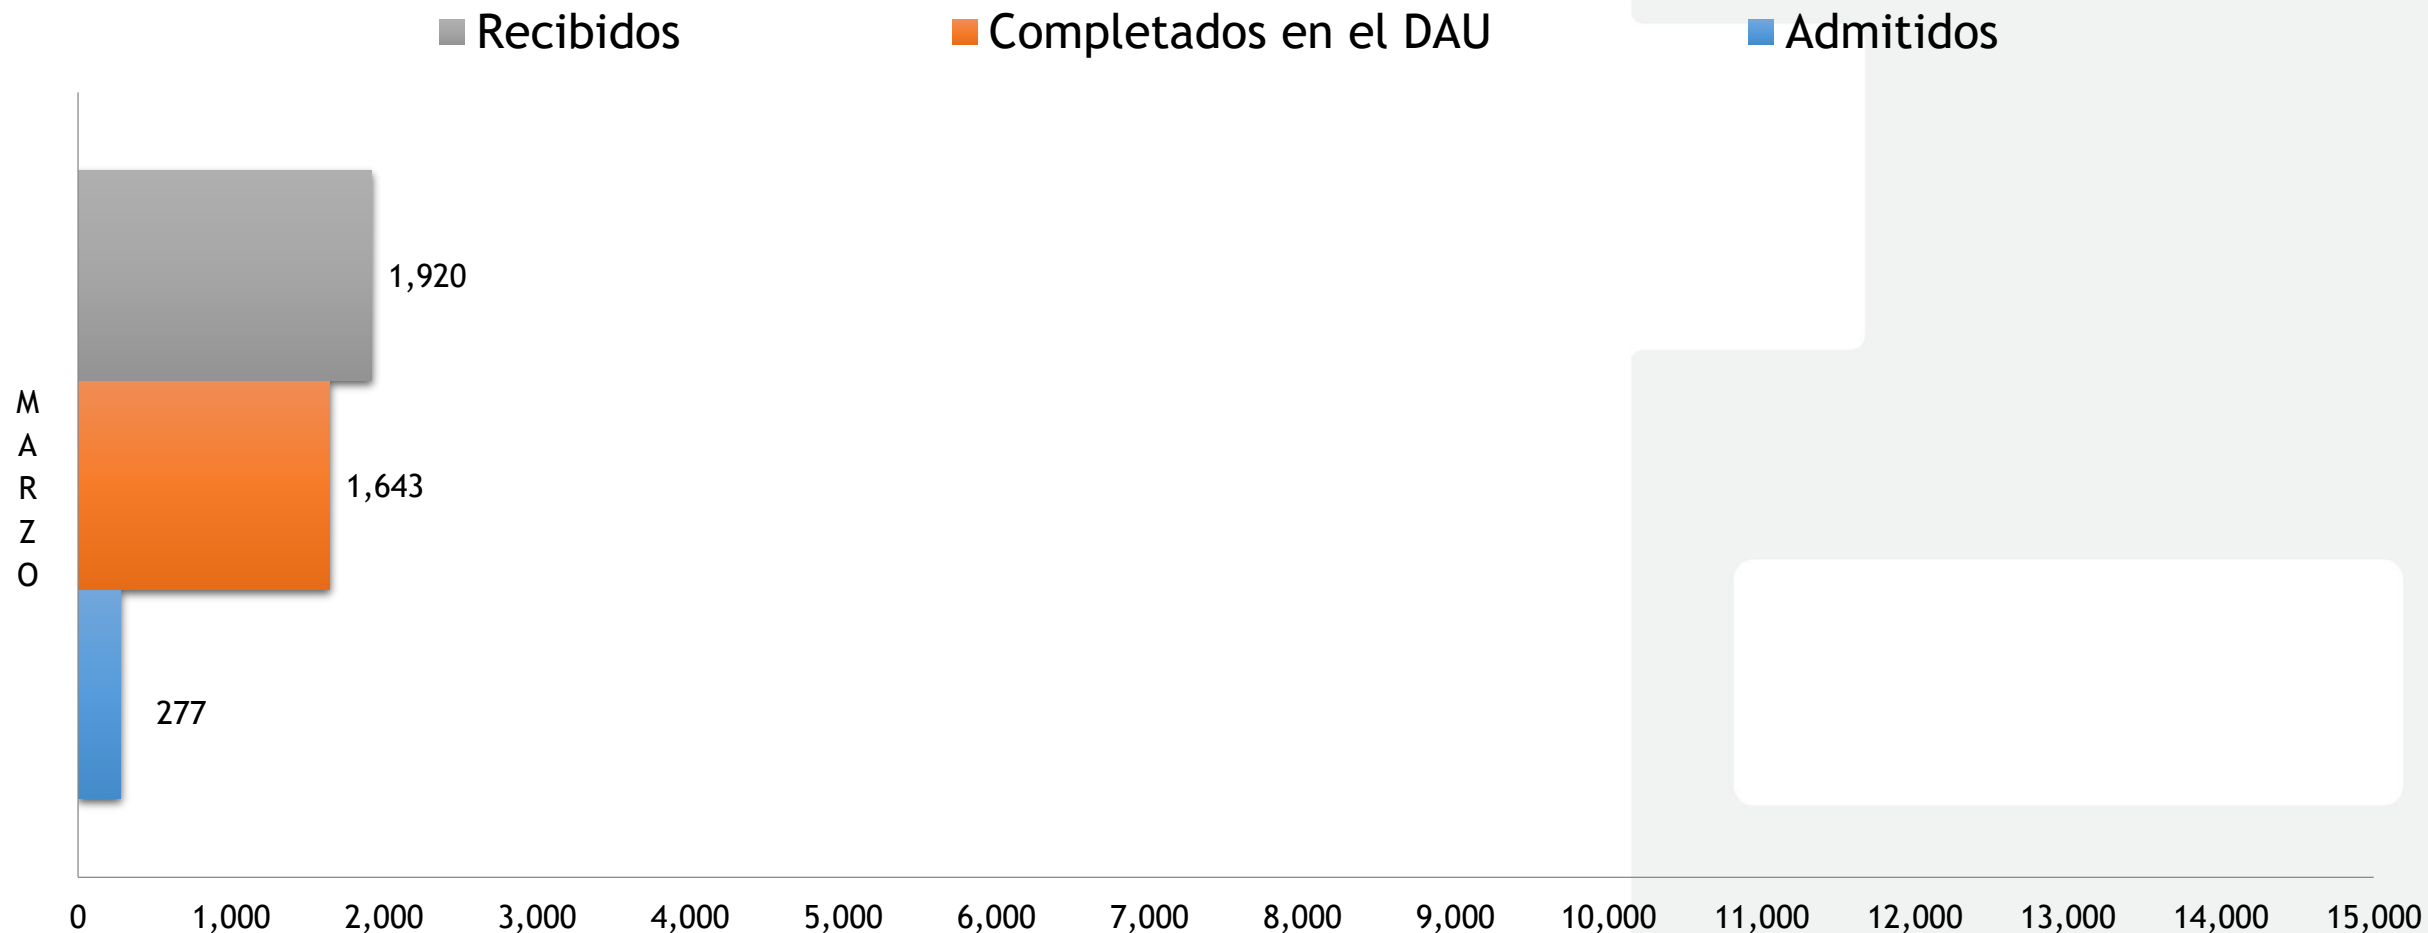 Recibidos Completados en el DAU Admitidos
1,920
M
A
R
Z
O
1,643
277
0 1,000 2,000 3,000 4,000 5,000 6,000 7,000 8,000 9,000 10,000 11,000 12,000 13,000 14,000 15,000